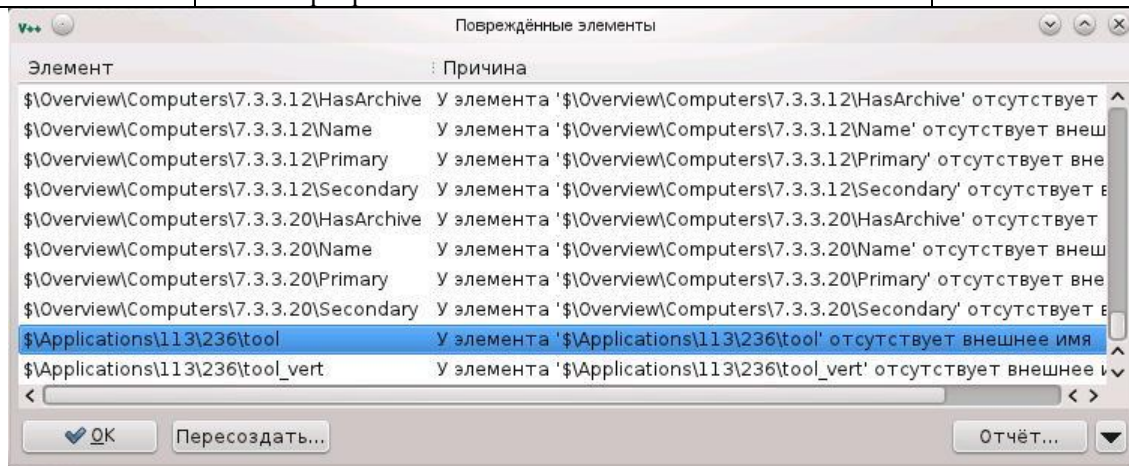 V++ Повреждённые элементы
Элемент Причина
$\Overview\Computers\7.3.3.12\HasArchive У элемента '$\Overview\Computers\7.3.3.12\HasArchive' отсутствует
$\Overview\Computers\7.3.3.12\Name У элемента '$\Overview\Computers\7.3.3.12\Name' отсутствует внеш
$\Overview\Computers\7.3.3.12\Primary У элемента '$\Overview\Computers\7.3.3.12\Primary' отсутствует вне
$\Overview\Computers\7.3.3.12\Secondary У элемента '$\Overview\Computers\7.3.3.12\Secondary' отсутствует в
$\Overview\Computers\7.3.3.20\HasArchive У элемента '$\Overview\Computers\7.3.3.20\HasArchive' отсутствует
$\Overview\Computers\7.3.3.20\Name У элемента '$\Overview\Computers\7.3.3.20\Name' отсутствует внеш
$\Overview\Computers\7.3.3.20\Primary У элемента '$\Overview\Computers\7.3.3.20\Primary' отсутствует вне
$\Overview\Computers\7.3.3.20\Secondary У элемента '$\Overview\Computers\7.3.3.20\Secondary' отсутствует в
$\Applications\113\236\tool У элемента '$\Applications\113\236\tool' отсутствует внешнее имя
$\Applications\113\236\tool_vert У элемента '$\Applications\113\236\tool_vert' отсутствует внешнее и
OK Пересоздать... Отчёт...